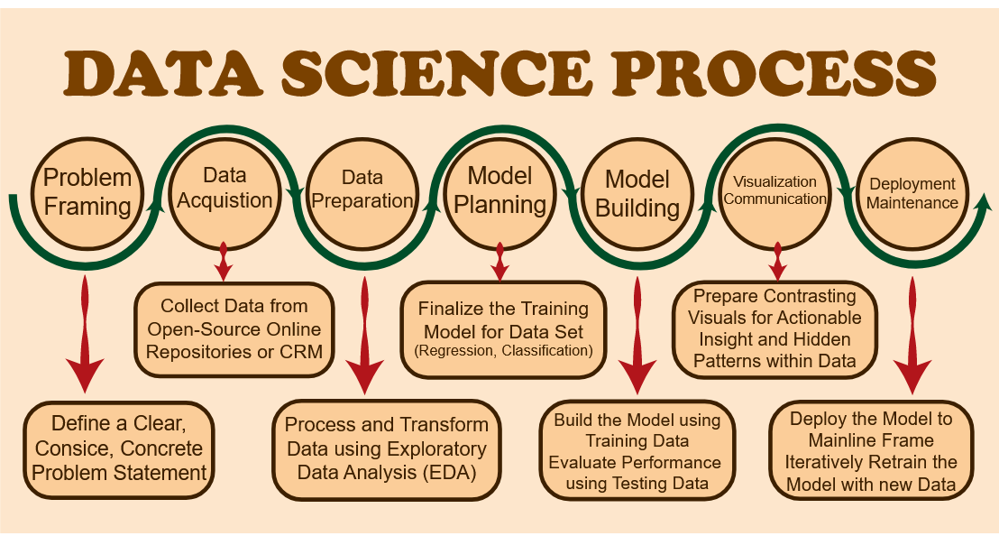 DATA SCIENCE PROCESS
Problem
Framing
Data
Acquistion
Data
Preparation
Model
Planning
Model
Building
Visualization
Communication
Deployment
Maintenance
Collect Data from
Open-Source Online
Repositories or CRM
Finalize the Training
Model for Data Set
(Regression, Classification)
Prepare Contrasting
Visuals for Actionable
Insight and Hidden
Patterns within Data
Define a Clear,
Consice, Concrete
Problem Statement
Process and Transform
Data using Exploratory
Data Analysis (EDA)
Build the Model using
Training Data
Evaluate Performance
using Testing Data
Deploy the Model to
Mainline Frame
Iteratively Retrain the
Model with new Data